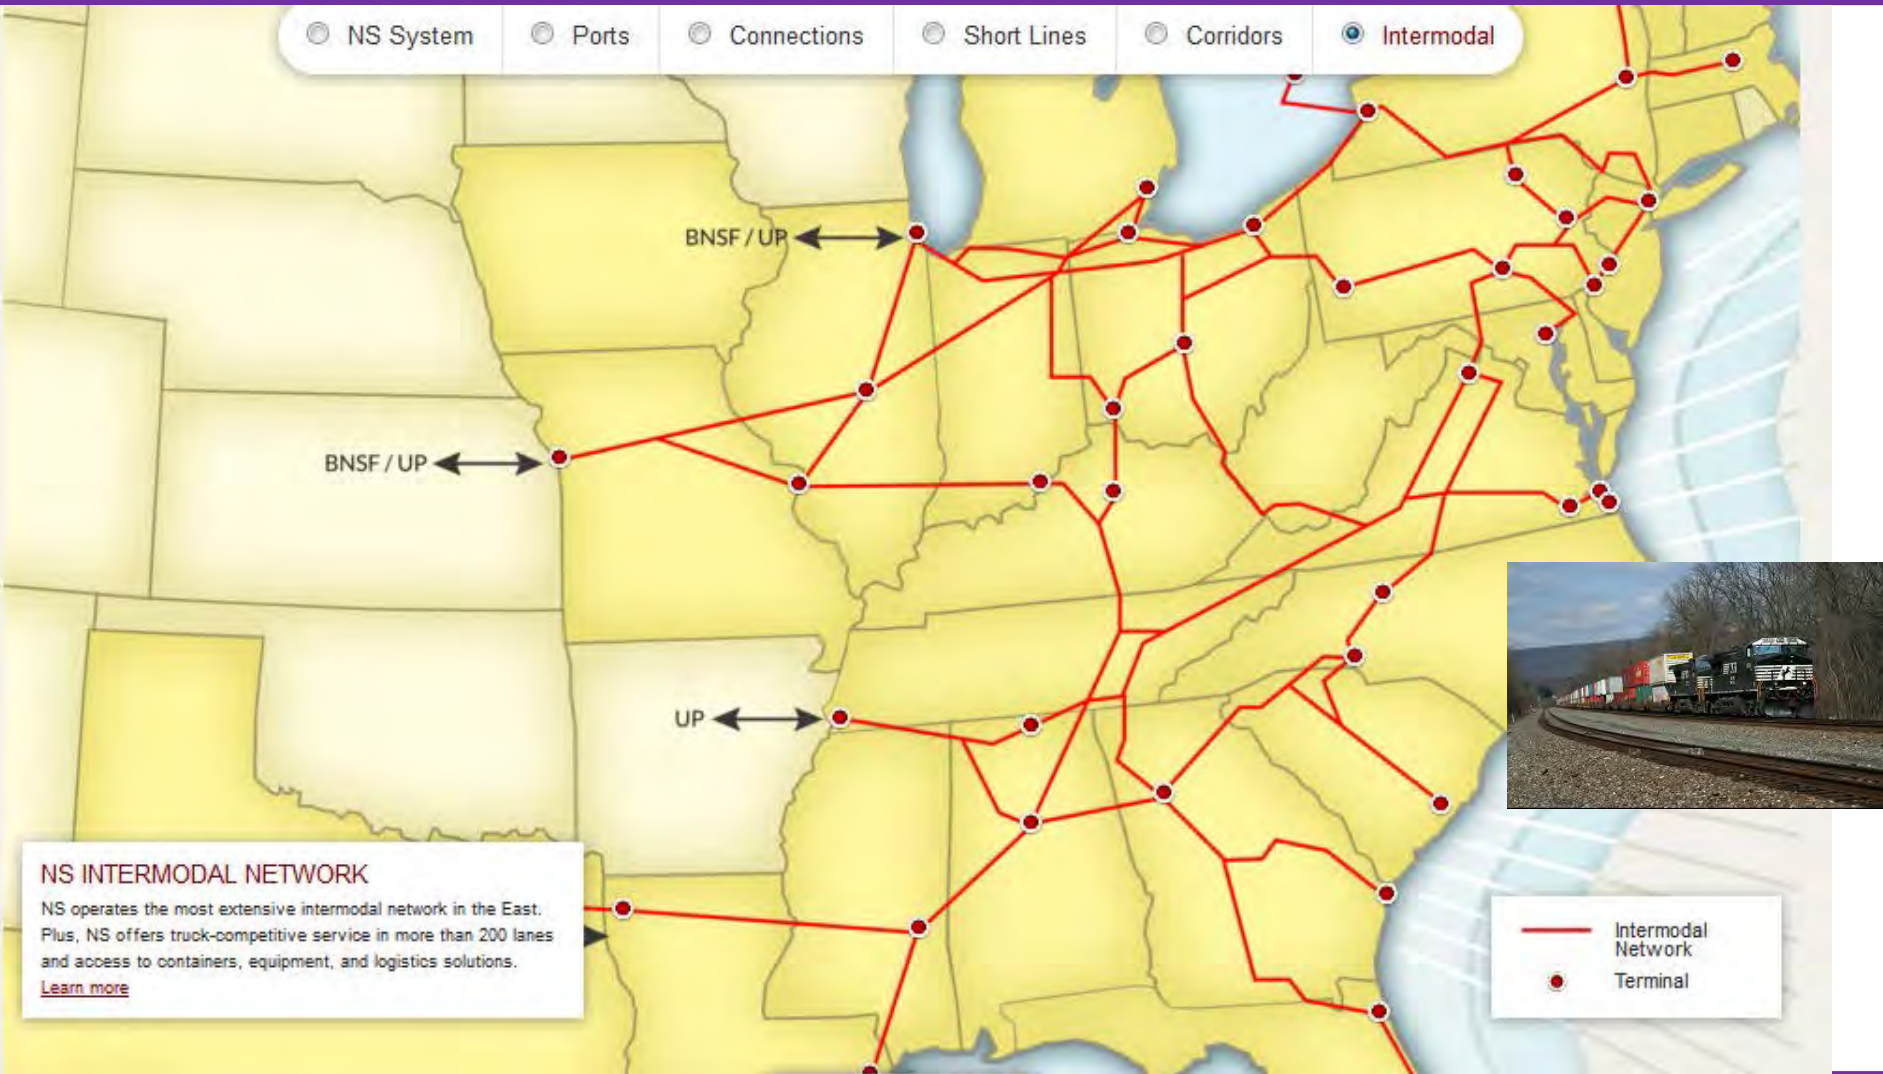 NS System
Ports
Connections
Short Lines
Corridors
Intermodal
BNSF / UP
BNSF / UP
UP
NS INTERMODAL NETWORK
NS operates the most extensive intermodal network in the East.
Plus, NS offers truck-competitive service in more than 200 lanes
and access to containers, equipment, and logistics solutions.
Learn more
Intermodal
Network
Terminal